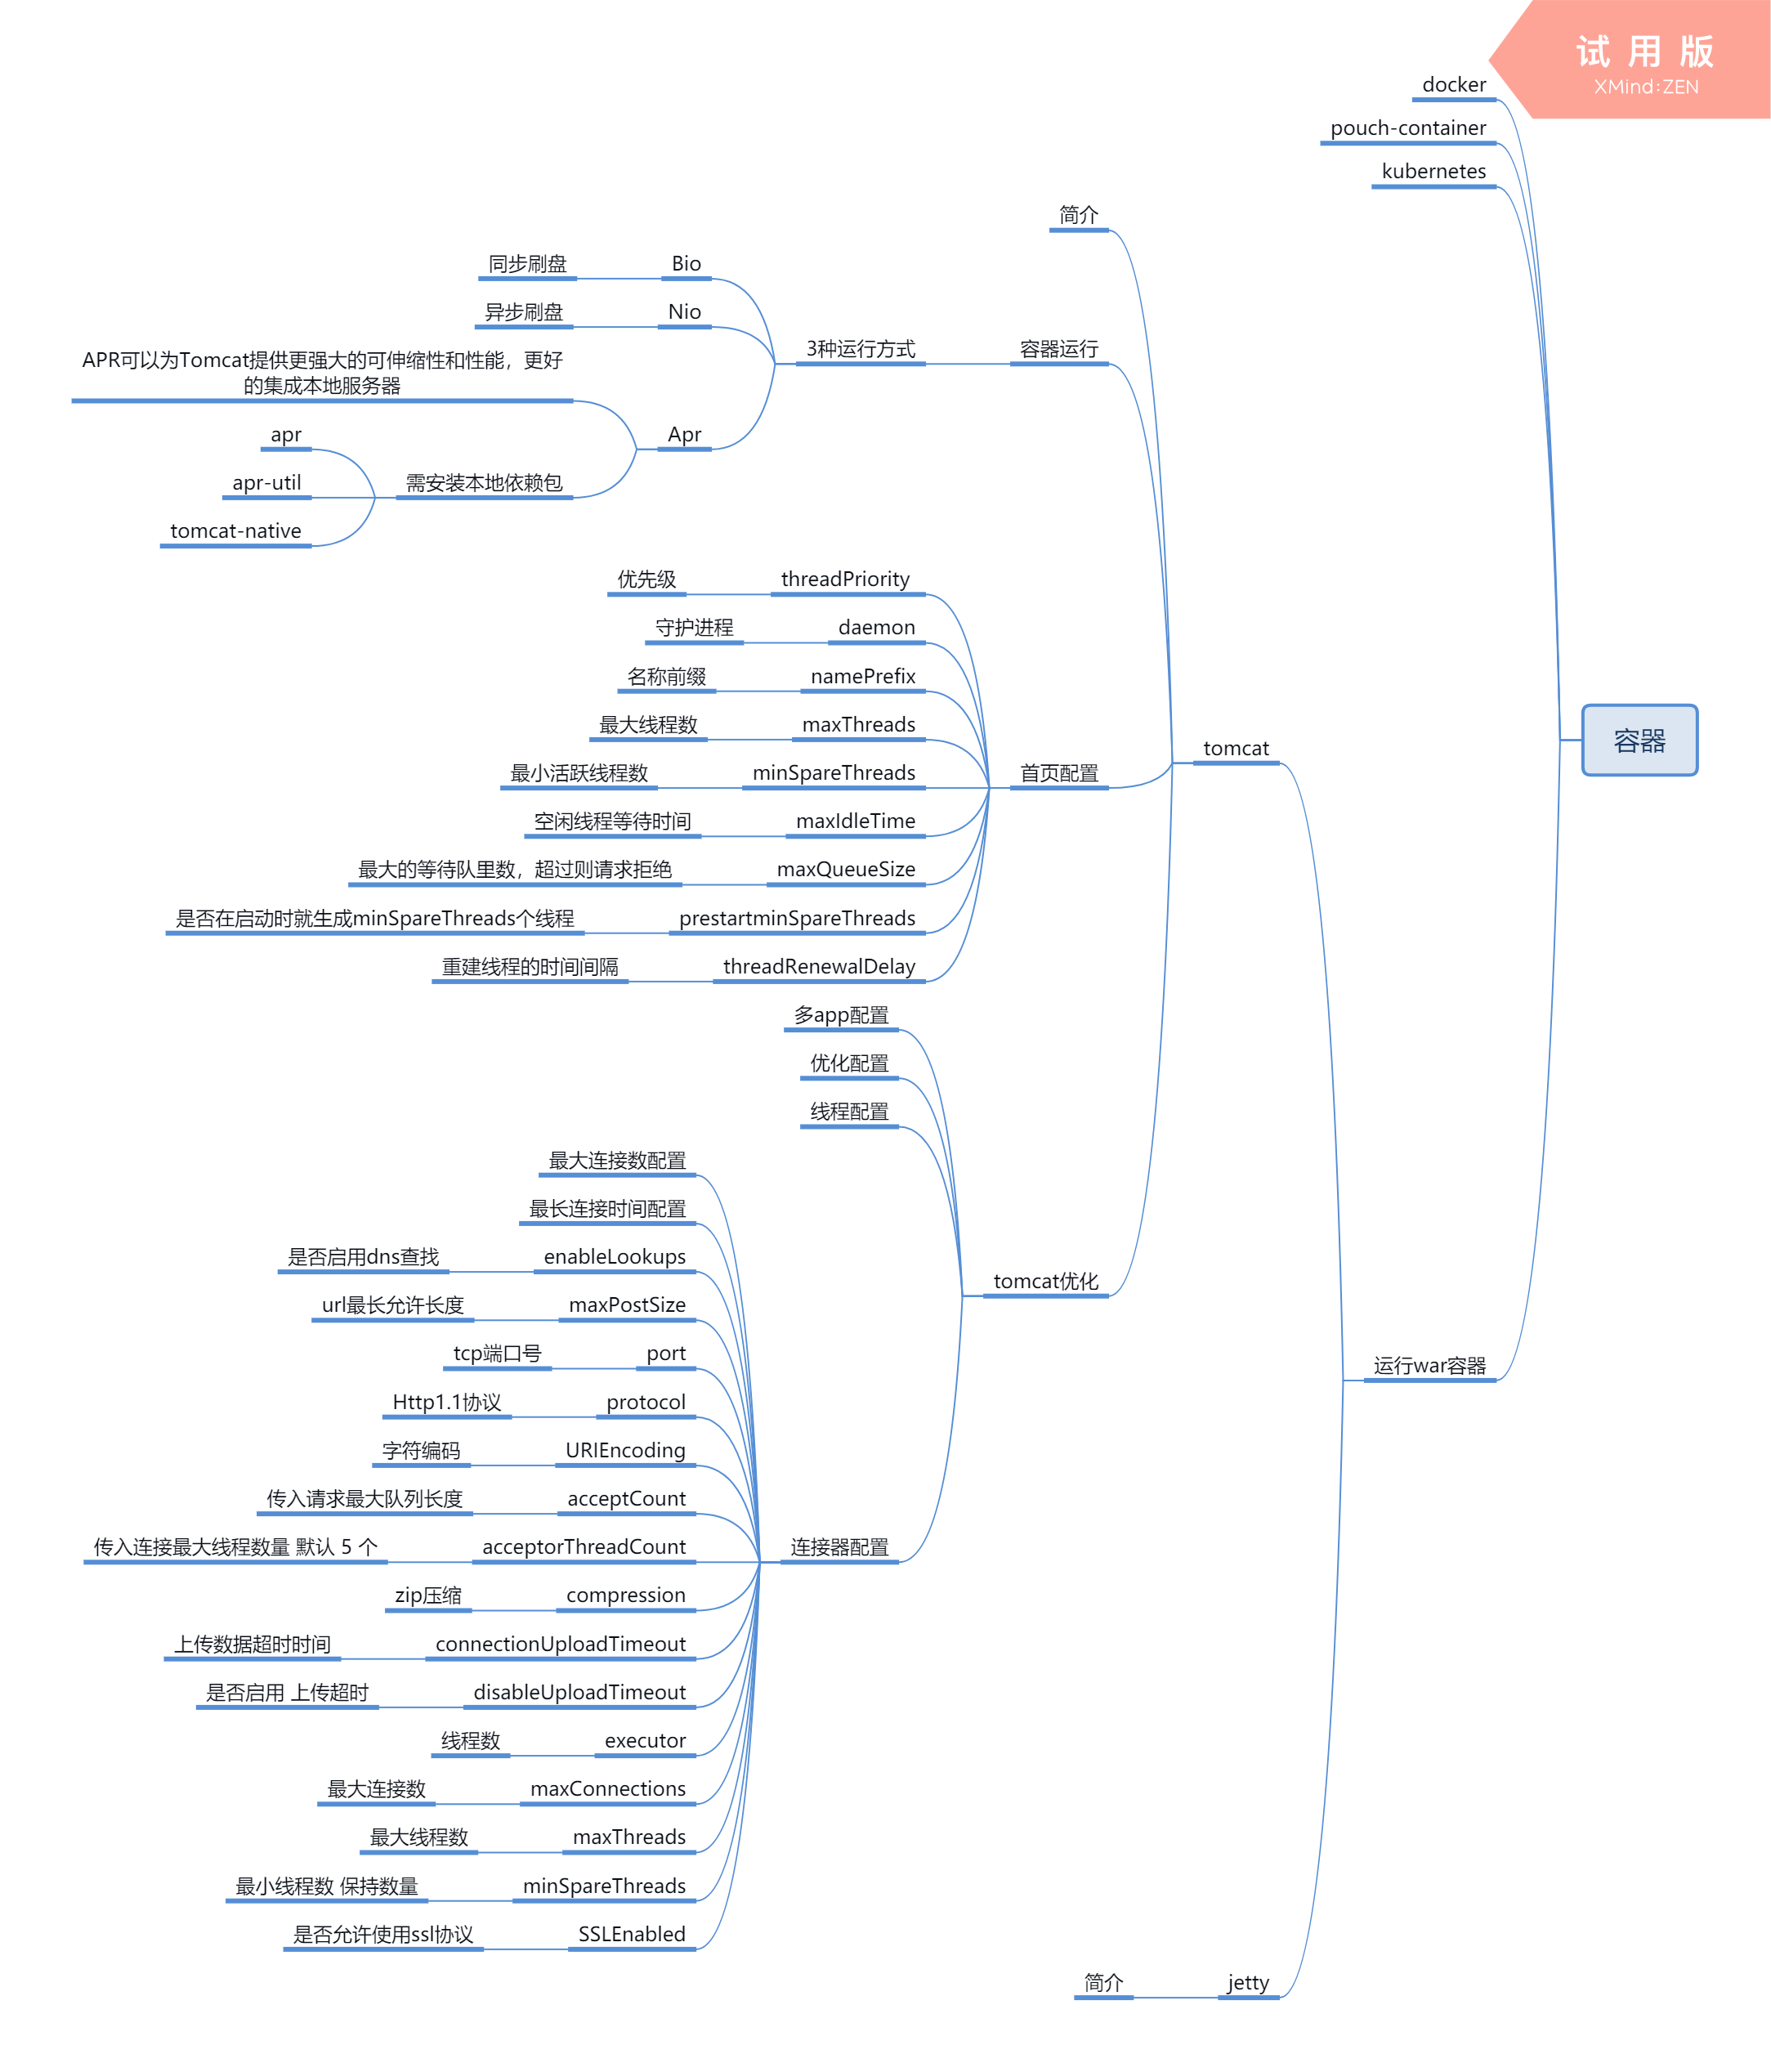 试 用 版
XMind:ZEN
docker
pouch-container
kubernetes
简介
同步刷盘
Bio
异步刷盘
Nio
3种运行方式
容器运行
APR可以为Tomcat提供更强大的可伸缩性和性能，更好
的集成本地服务器
apr
Apr
apr-util
需安装本地依赖包
tomcat-native
优先级
threadPriority
守护进程
daemon
名称前缀
namePrefix
最大线程数
maxThreads
容器
tomcat
最小活跃线程数
minSpareThreads
首页配置
空闲线程等待时间
maxIdleTime
最大的等待队里数，超过则请求拒绝
maxQueueSize
是否在启动时就生成minSpareThreads个线程
prestartminSpareThreads
重建线程的时间间隔
threadRenewalDelay
多app配置
优化配置
线程配置
最大连接数配置
最长连接时间配置
是否启用dns查找
enableLookups
tomcat优化
url最长允许长度
maxPostSize
tcp端口号
port
运行war容器
Http1.1协议
protocol
字符编码
URIEncoding
传入请求最大队列长度
acceptCount
传入连接最大线程数量 默认 5 个
acceptorThreadCount
连接器配置
zip压缩
compression
上传数据超时时间
connectionUploadTimeout
是否启用 上传超时
disableUploadTimeout
线程数
executor
最大连接数
maxConnections
最大线程数
maxThreads
最小线程数 保持数量
minSpareThreads
是否允许使用ssl协议
SSLEnabled
简介
jetty